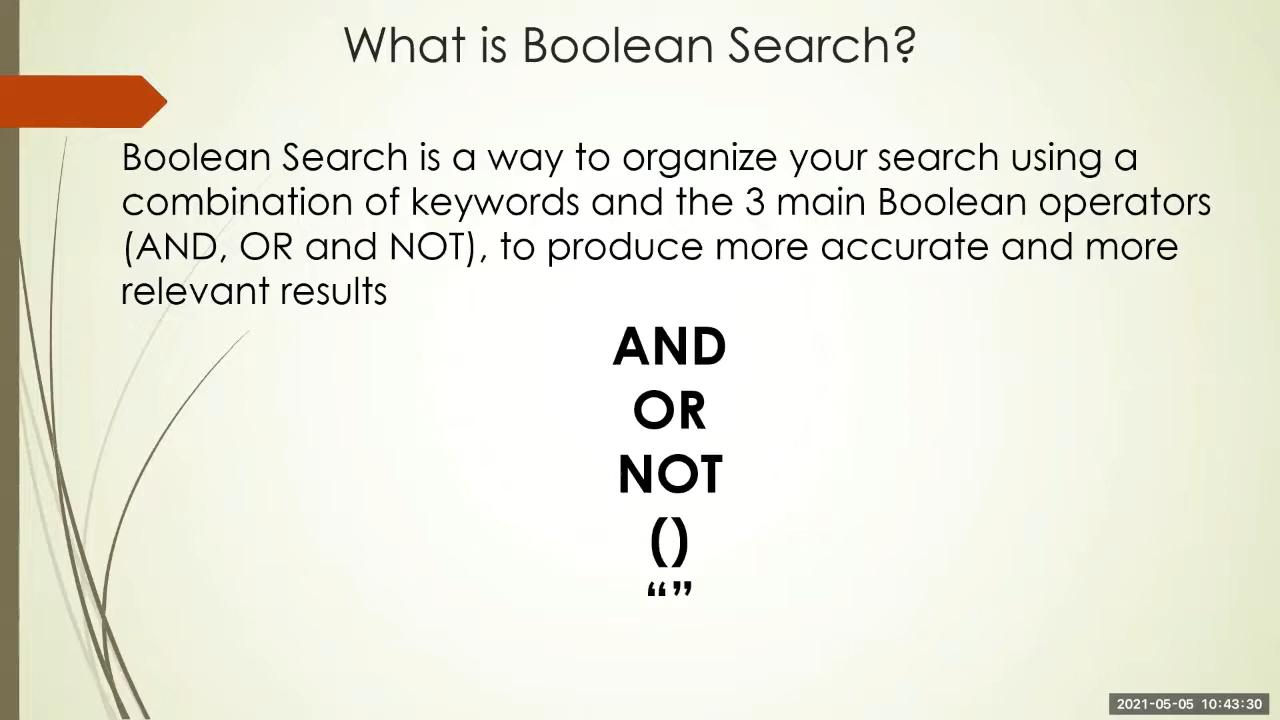 What is Boolean Search?
Boolean Search is a way to organize your search using a
combination of keywords and the 3 main Boolean operators
(AND, OR and NOT), to produce more accurate and more
relevant results
AND
OR
NOT
()
“”
2021-05-05 10:43:30